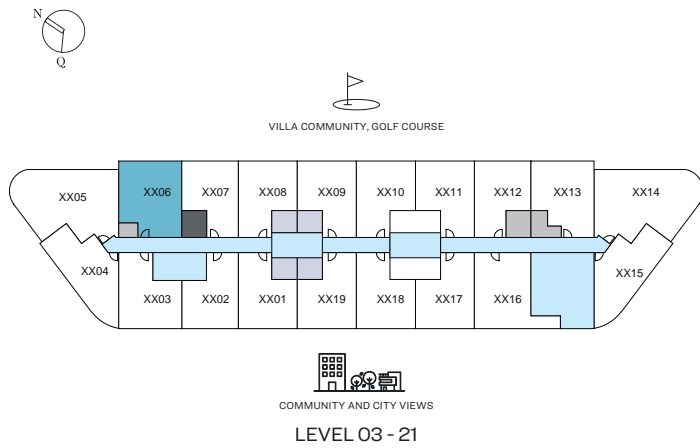 N
Q
VILLA COMMUNITY, GOLF COURSE
XX05
XX06
XX07
XX08
XX09
XX10
XX11
XX12
XX13
XX14
XX04
XX03
XX02
XX01
XX19
XX18
XX17
XX16
XX15
COMMUNITY AND CITY VIEWS
LEVEL 03 - 21